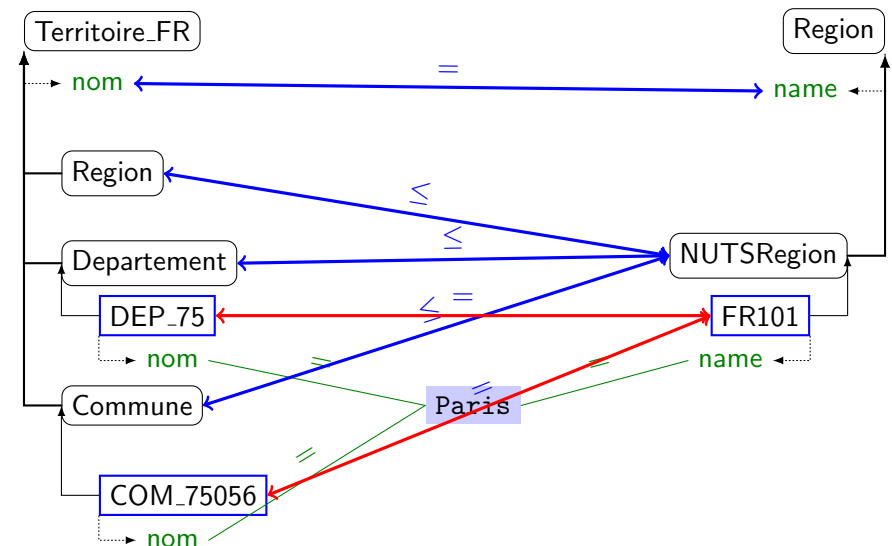 Territoire_FR
Region
nom
=
name
Region
≤
Departement
≤
NUTSRegion
DEP_75
≤
=
FR101
nom
=
=
name
Commune
=
Paris
=
COM_75056
nom